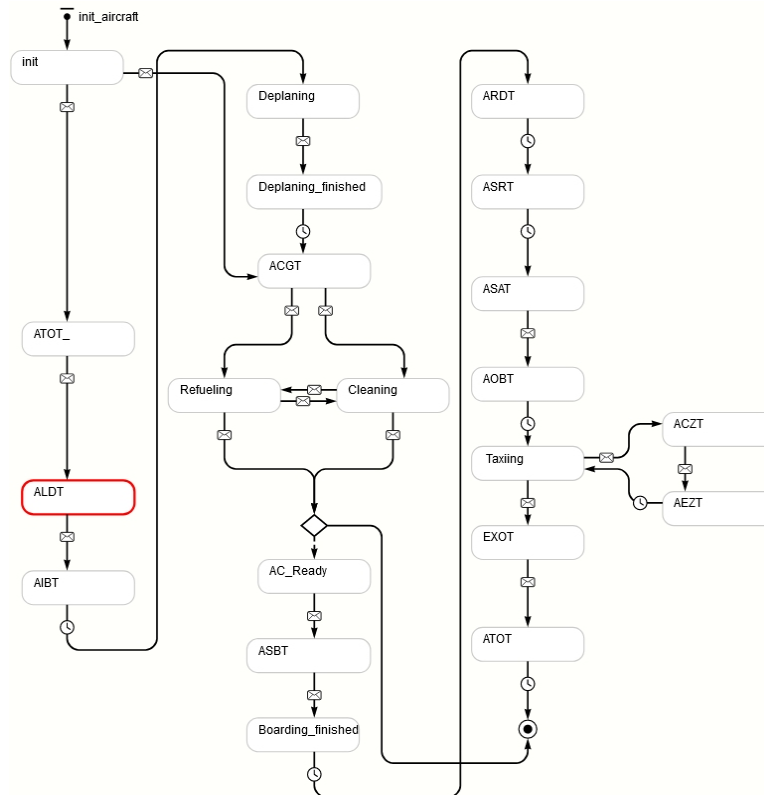 init_aircraft
init
ATOT_
ALDT
AIBT
Deplaning
Deplaning_finished
ACGT
Refueling
Cleaning
AC_Ready
ASBT
Boarding_finished
ARDT
ASRT
ASAT
AOBT
Taxiing
EXOT
ATOT
ACZT
AEZT